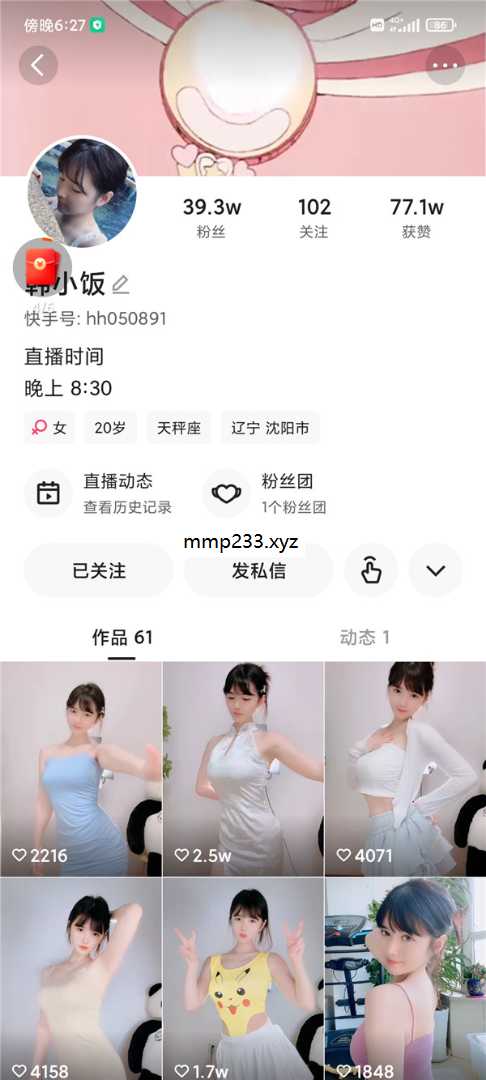 傍晚6:27
HD 4G+ 86
39.3w 102 77.1w
粉丝 关注 获赞
韩小饭
快手号: hh050891
直播时间
晚上 8:30
女 20岁 天秤座 辽宁 沈阳市
直播动态 粉丝团
查看历史记录 1个粉丝团
mmp233.xyz
已关注 发私信
作品 61 动态 1
2216 2.5w 4071
4158 1.7w 1848